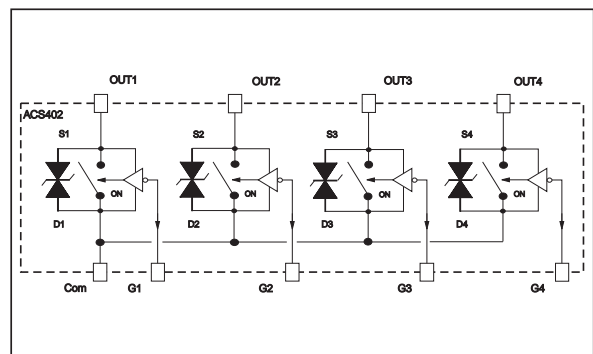 OUT1 OUT2 OUT3 OUT4
ACS402
S1 S2 S3 S4
ON ON ON ON
D1 D2 D3 D4
Com G1 G2 G3 G4